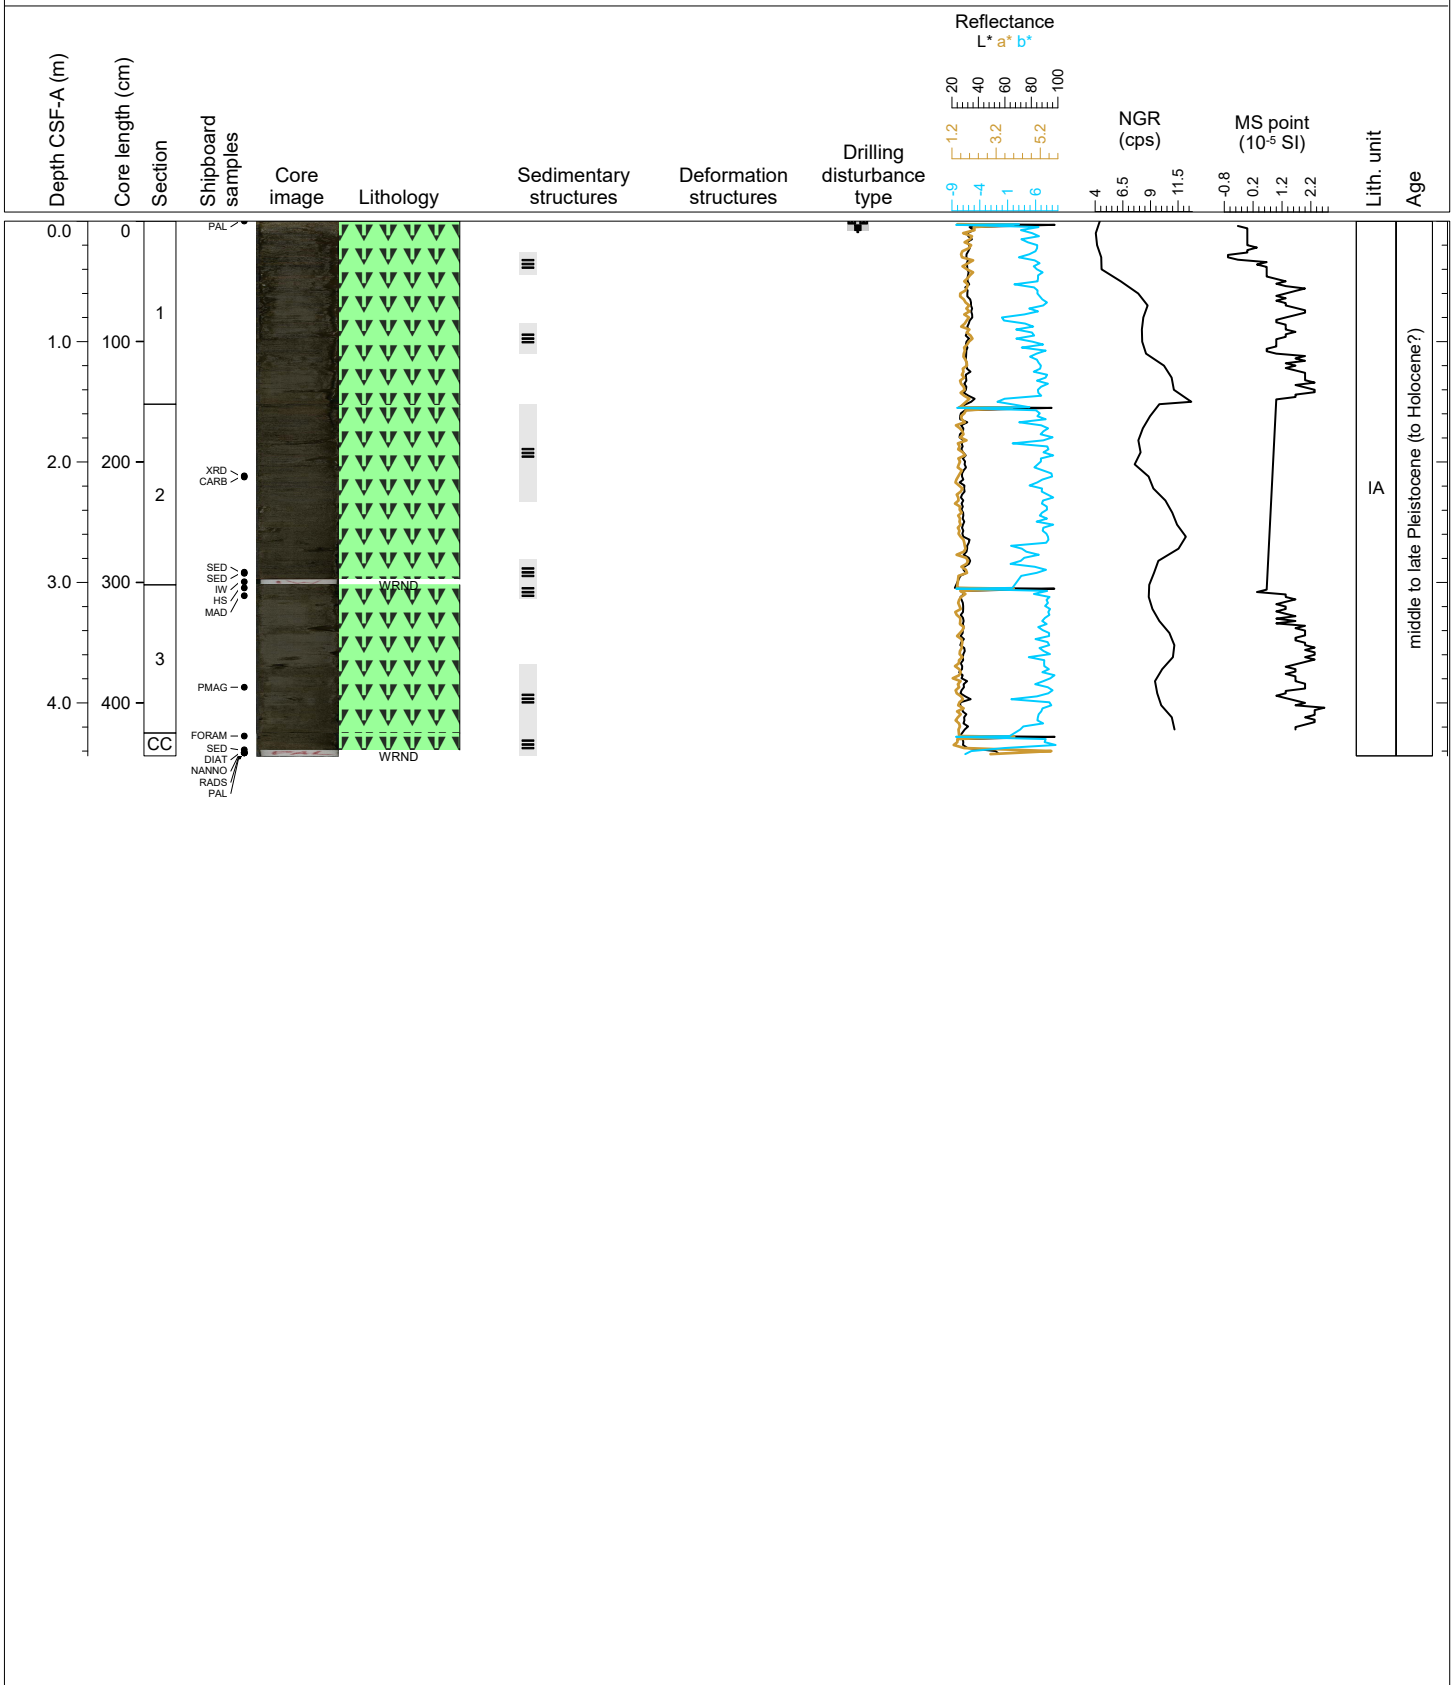 Reflectance
L* a* b*
20 40 60 80 100
1.2 3.2 5.2
-9 -4 1 6
Depth CSF-A (m)
Core length (cm)
Section
Shipboard
samples
Core
image
Lithology
Sedimentary
structures
Deformation
structures
Drilling
disturbance
type
NGR
(cps)
4 6.5 9 11.5
MS point
(10⁻⁵ SI)
-0.8 0.2 1.2 2.2
Lith. unit
Age
0.0
1.0
2.0
3.0
4.0
0
100
200
300
400
1
2
3
CC
PAL
XRD
CARB
SED
SED
IW
HS
MAD
PMAG
FORAM
SED
DIAT
NANNO
RADS
PAL
WRND
WRND
PAL
IA
middle to late Pleistocene (to Holocene?)